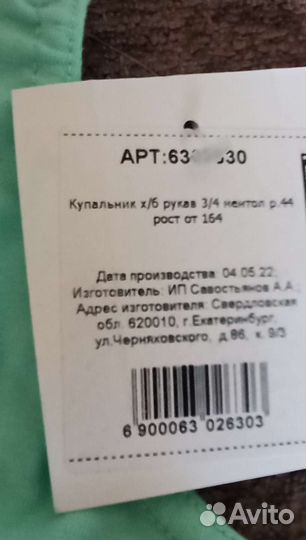 АРТ:63 30
Купальник х/б рукав 3/4 ментол р.44
рост от 164
Дата производства: 04.05.22;
Изготовитель: ИП Савостьянов А.А.;
Адрес изготовителя: Свердловская
обл. 620010, г.Екатеринбург,
ул.Черняховского, д.86, к. 9/3
6 900063 026303
Avito